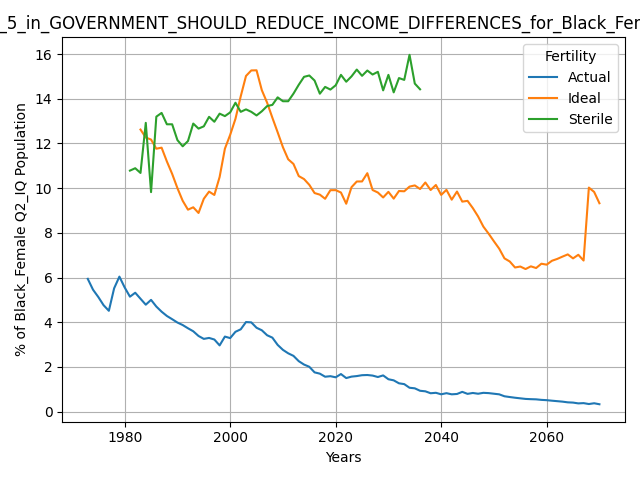 _5_in_GOVERNMENT_SHOULD_REDUCE_INCOME_DIFFERENCES_for_Black_Fer
% of Black_Female Q2_IQ Population
16
14
12
10
8
6
4
2
0
Fertility
Actual
Ideal
Sterile
1980 2000 2020 2040 2060
Years